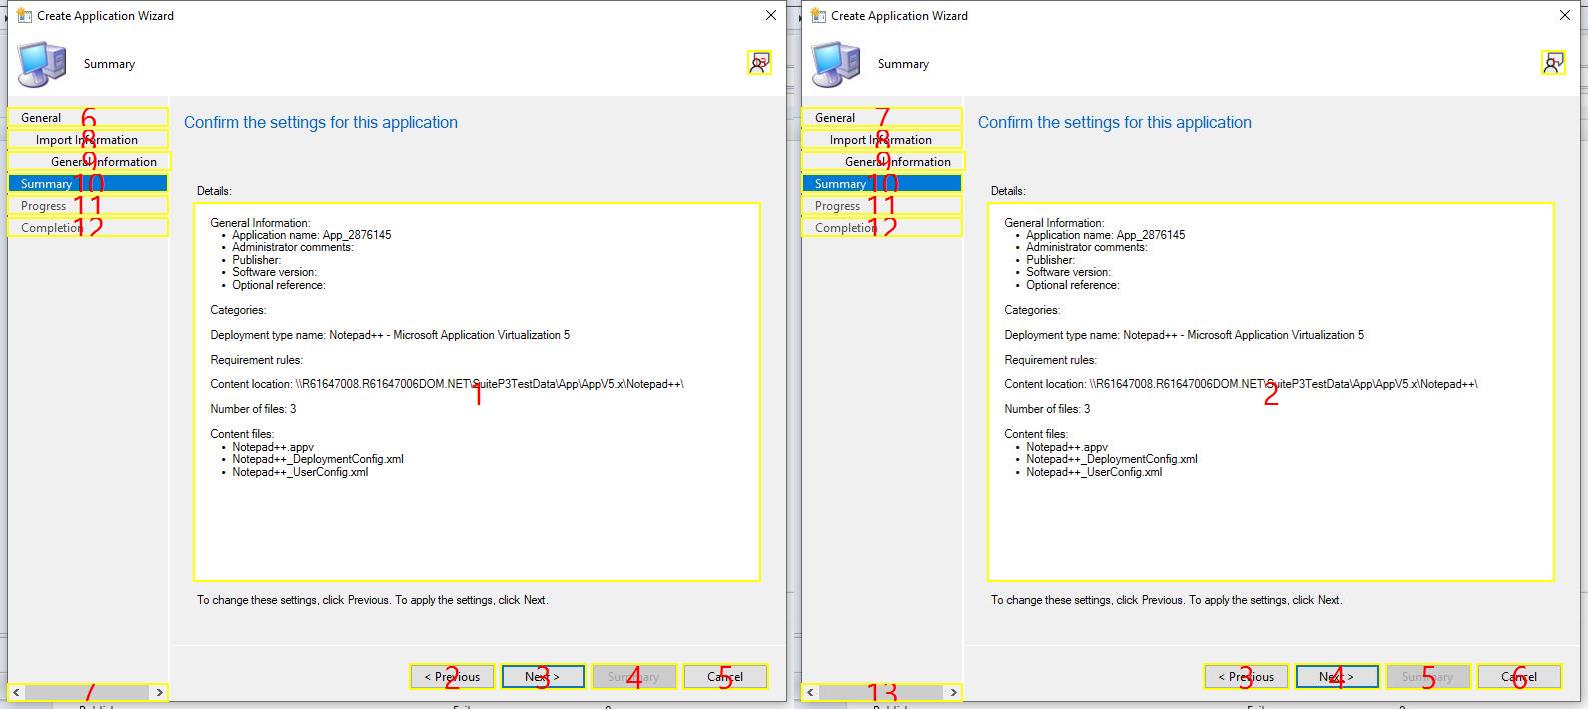 Create Application Wizard
Summary
13
General
6
Import Information
8
General Information
9
Summary
10
Progress
11
Completion
12
7
Confirm the settings for this application
Details:
General Information:
• Application name: App_2876145
• Administrator comments:
• Publisher:
• Software version:
• Optional reference:
Categories:
Deployment type name: Notepad++ - Microsoft Application Virtualization 5
Requirement rules:
Content location: \\R61647008.R61647006DOM.NET\SuiteP3TestData\App\AppV5.x\Notepad++\
1
Number of files: 3
Content files:
• Notepad++.appv
• Notepad++_DeploymentConfig.xml
• Notepad++_UserConfig.xml
To change these settings, click Previous. To apply the settings, click Next.
< Previous
2
Next >
3
Summary
4
Cancel
5
Create Application Wizard
Summary
General
7
Import Information
8
General Information
9
Summary
10
Progress
11
Completion
12
13
Confirm the settings for this application
Details:
General Information:
• Application name: App_2876145
• Administrator comments:
• Publisher:
• Software version:
• Optional reference:
Categories:
Deployment type name: Notepad++ - Microsoft Application Virtualization 5
Requirement rules:
Content location: \\R61647008.R61647006DOM.NET\SuiteP3TestData\App\AppV5.x\Notepad++\
2
Number of files: 3
Content files:
• Notepad++.appv
• Notepad++_DeploymentConfig.xml
• Notepad++_UserConfig.xml
To change these settings, click Previous. To apply the settings, click Next.
< Previous
3
Next >
4
Summary
5
Cancel
6